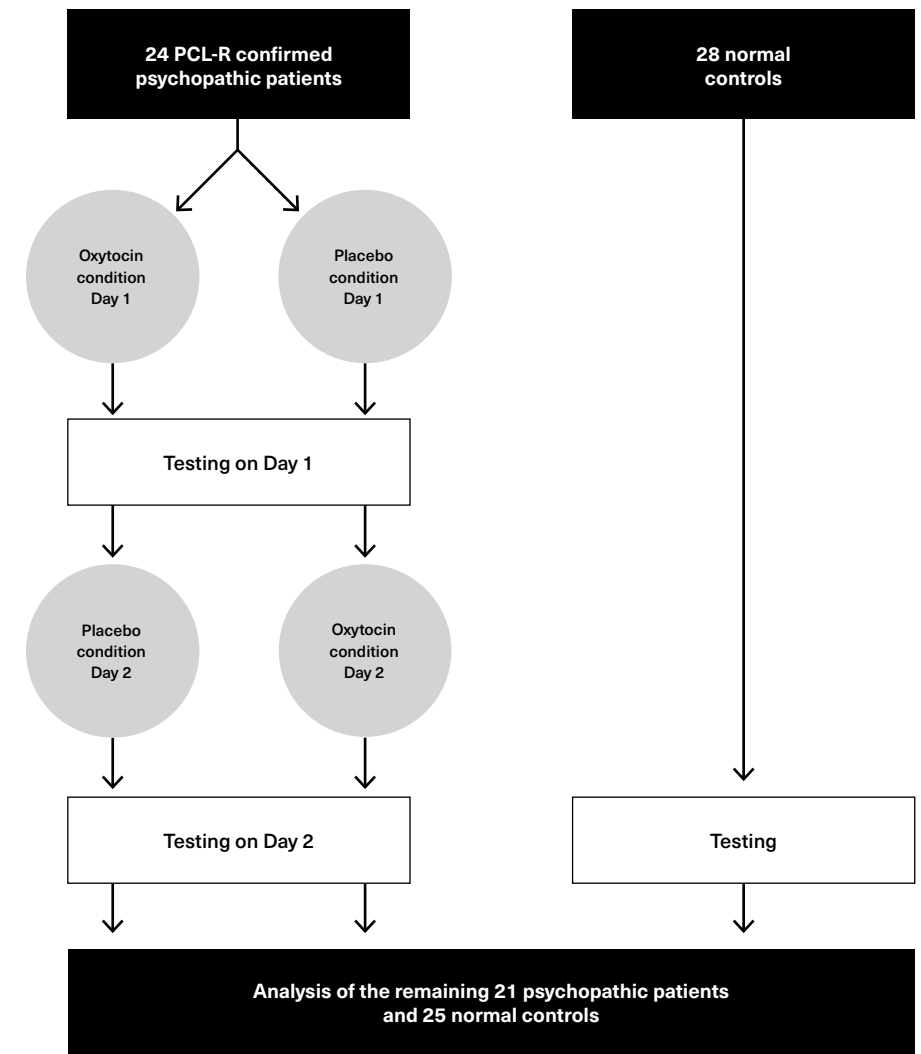 24 PCL-R confirmed
psychopathic patients
28 normal
controls
Oxytocin
condition
Day 1
Placebo
condition
Day 1
Testing on Day 1
Placebo
condition
Day 2
Oxytocin
condition
Day 2
Testing on Day 2
Testing
Analysis of the remaining 21 psychopathic patients
and 25 normal controls